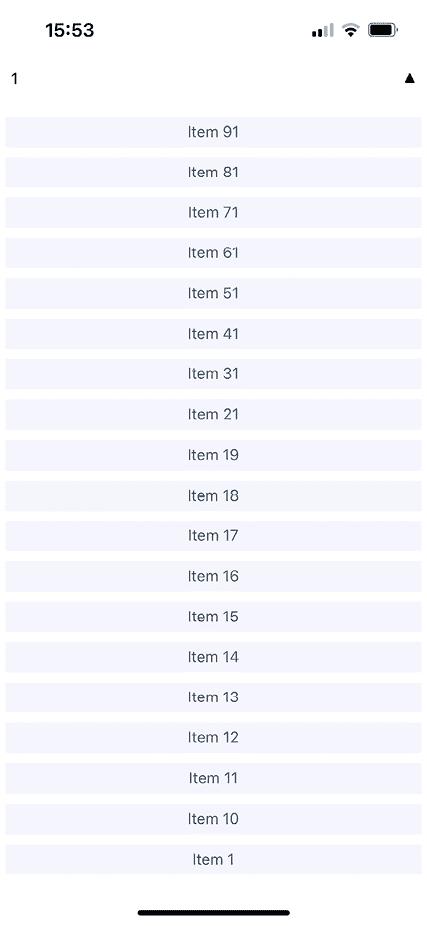 15:53
1 ▲
Item 91
Item 81
Item 71
Item 61
Item 51
Item 41
Item 31
Item 21
Item 19
Item 18
Item 17
Item 16
Item 15
Item 14
Item 13
Item 12
Item 11
Item 10
Item 1